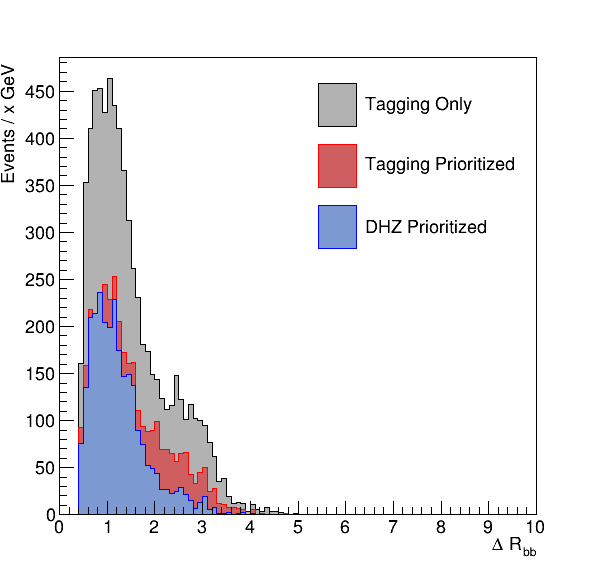 Events / x GeV
450
400
350
300
250
200
150
100
50
0
Tagging Only
Tagging Prioritized
DHZ Prioritized
0 1 2 3 4 5 6 7 8 9 10
Δ R_bb